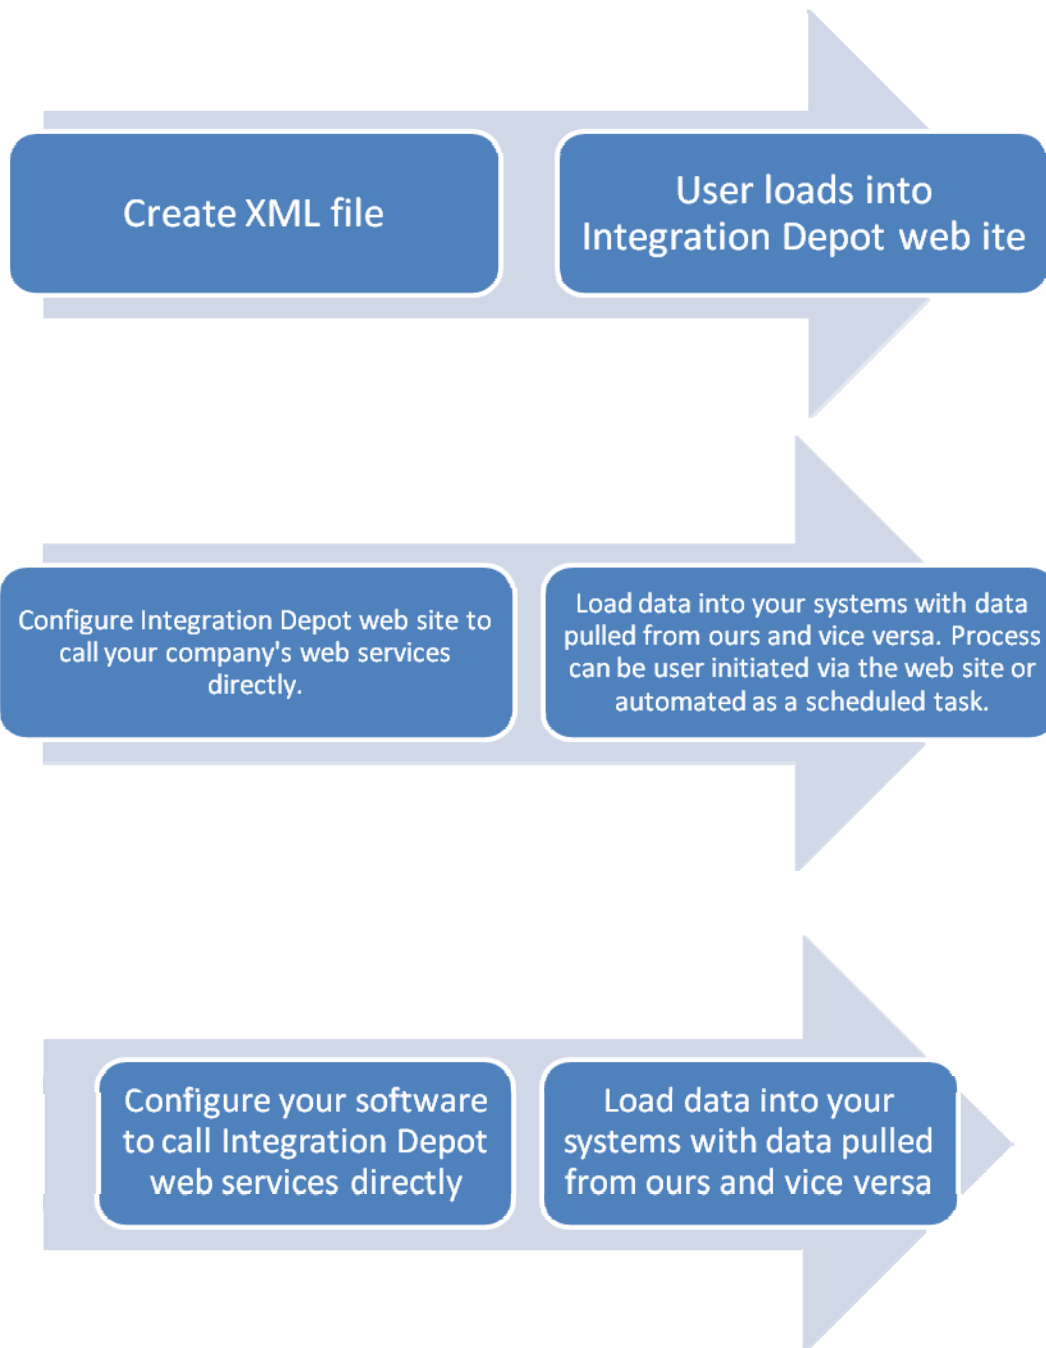 Create XML file
User loads into
Integration Depot web ite
Configure Integration Depot web site to
call your company's web services
directly.
Load data into your systems with data
pulled from ours and vice versa. Process
can be user initiated via the web site or
automated as a scheduled task.
Configure your software
to call Integration Depot
web services directly
Load data into your
systems with data pulled
from ours and vice versa